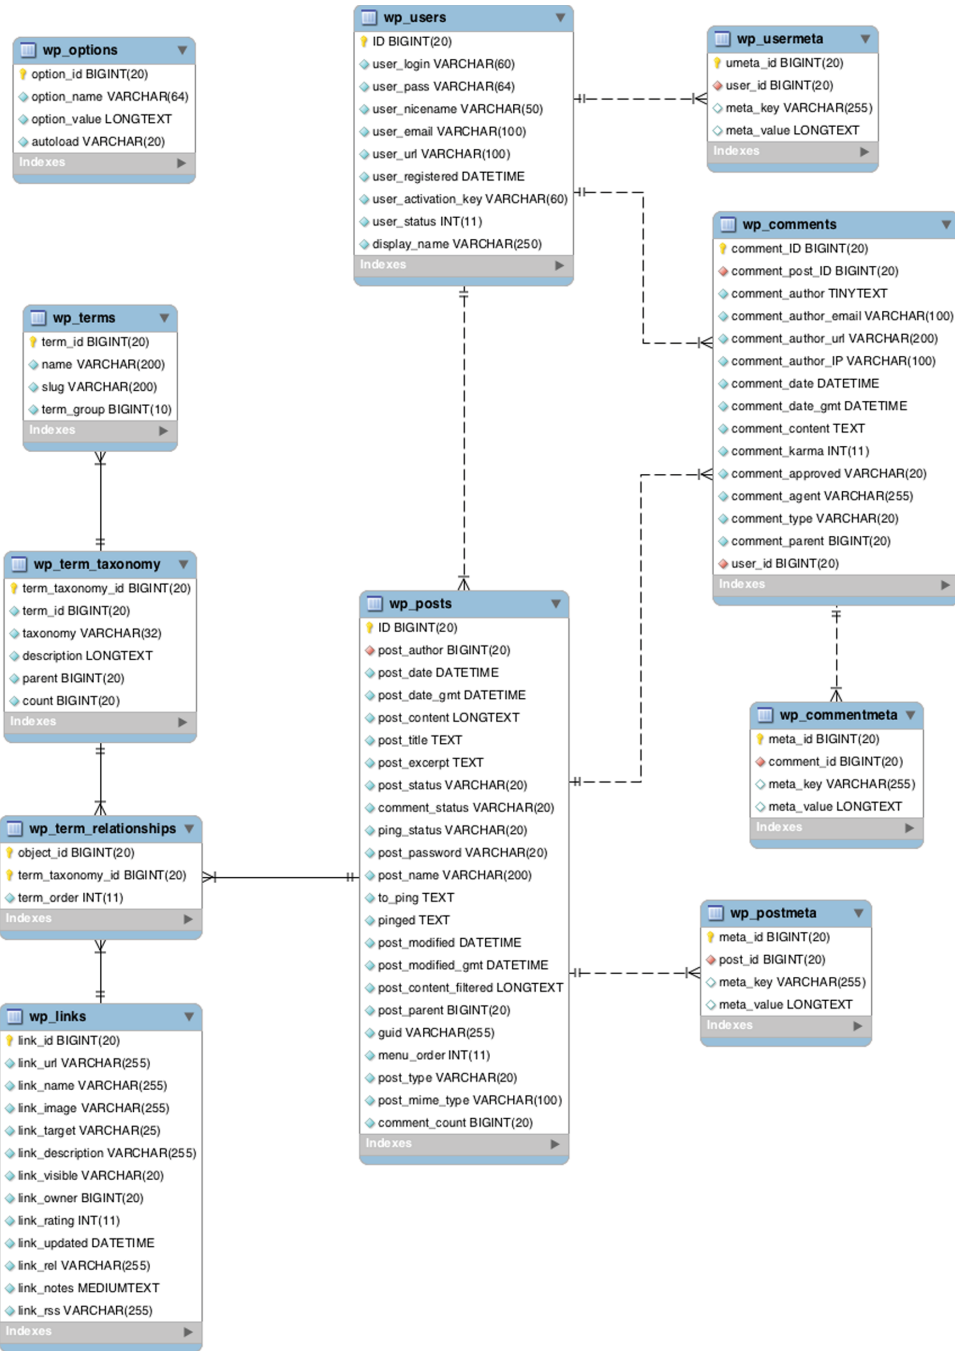 wp_options
option_id BIGINT(20)
option_name VARCHAR(64)
option_value LONGTEXT
autoload VARCHAR(20)
Indexes
wp_users
ID BIGINT(20)
user_login VARCHAR(60)
user_pass VARCHAR(64)
user_nicename VARCHAR(50)
user_email VARCHAR(100)
user_url VARCHAR(100)
user_registered DATETIME
user_activation_key VARCHAR(60)
user_status INT(11)
display_name VARCHAR(250)
Indexes
wp_usermeta
umeta_id BIGINT(20)
user_id BIGINT(20)
meta_key VARCHAR(255)
meta_value LONGTEXT
Indexes
wp_comments
comment_ID BIGINT(20)
comment_post_ID BIGINT(20)
comment_author TINYTEXT
comment_author_email VARCHAR(100)
comment_author_url VARCHAR(200)
comment_author_IP VARCHAR(100)
comment_date DATETIME
comment_date_gmt DATETIME
comment_content TEXT
comment_karma INT(11)
comment_approved VARCHAR(20)
comment_agent VARCHAR(255)
comment_type VARCHAR(20)
comment_parent BIGINT(20)
user_id BIGINT(20)
Indexes
wp_terms
term_id BIGINT(20)
name VARCHAR(200)
slug VARCHAR(200)
term_group BIGINT(10)
Indexes
wp_term_taxonomy
term_taxonomy_id BIGINT(20)
term_id BIGINT(20)
taxonomy VARCHAR(32)
description LONGTEXT
parent BIGINT(20)
count BIGINT(20)
Indexes
wp_posts
ID BIGINT(20)
post_author BIGINT(20)
post_date DATETIME
post_date_gmt DATETIME
post_content LONGTEXT
post_title TEXT
post_excerpt TEXT
post_status VARCHAR(20)
comment_status VARCHAR(20)
ping_status VARCHAR(20)
post_password VARCHAR(20)
post_name VARCHAR(200)
to_ping TEXT
pinged TEXT
post_modified DATETIME
post_modified_gmt DATETIME
post_content_filtered LONGTEXT
post_parent BIGINT(20)
guid VARCHAR(255)
menu_order INT(11)
post_type VARCHAR(20)
post_mime_type VARCHAR(100)
comment_count BIGINT(20)
Indexes
wp_commentmeta
meta_id BIGINT(20)
comment_id BIGINT(20)
meta_key VARCHAR(255)
meta_value LONGTEXT
Indexes
wp_term_relationships
object_id BIGINT(20)
term_taxonomy_id BIGINT(20)
term_order INT(11)
Indexes
wp_postmeta
meta_id BIGINT(20)
post_id BIGINT(20)
meta_key VARCHAR(255)
meta_value LONGTEXT
Indexes
wp_links
link_id BIGINT(20)
link_url VARCHAR(255)
link_name VARCHAR(255)
link_image VARCHAR(255)
link_target VARCHAR(25)
link_description VARCHAR(255)
link_visible VARCHAR(20)
link_owner BIGINT(20)
link_rating INT(11)
link_updated DATETIME
link_rel VARCHAR(255)
link_notes MEDIUMTEXT
link_rss VARCHAR(255)
Indexes